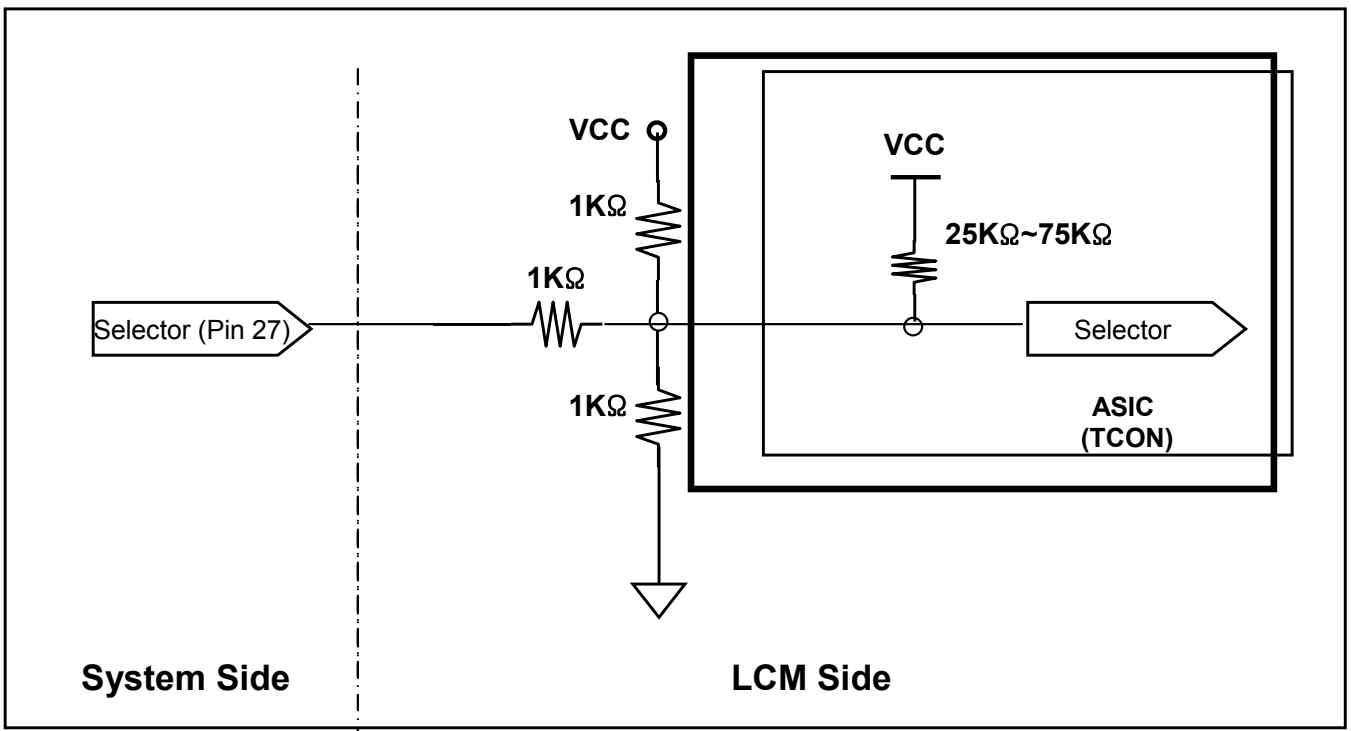 VCC
VCC
1KΩ
25KΩ~75KΩ
1KΩ
Selector (Pin 27)
Selector
1KΩ
ASIC
(TCON)
System Side
LCM Side